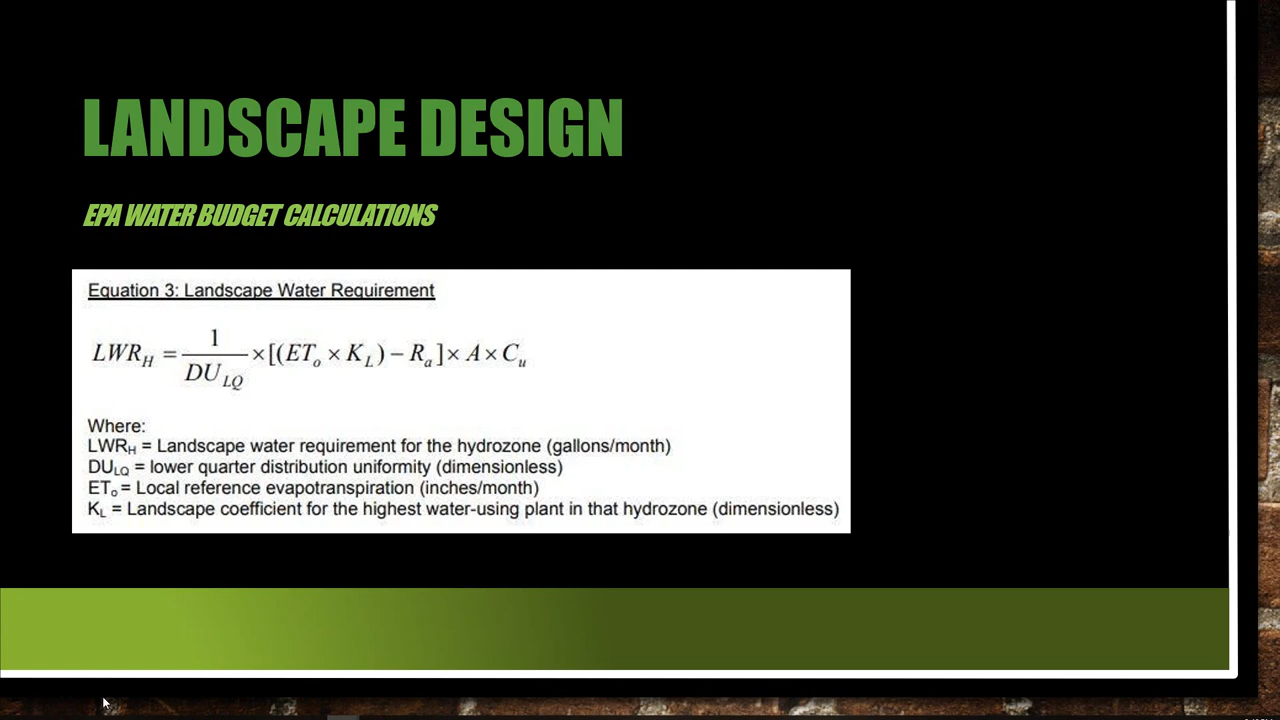 LANDSCAPE DESIGN
EPA WATER BUDGET CALCULATIONS
Equation 3: Landscape Water Requirement
LWR_H = 1/DU_LQ × [(ET_o × K_L) − R_a] × A × C_u
Where:
LWR_H = Landscape water requirement for the hydrozone (gallons/month)
DU_LQ = lower quarter distribution uniformity (dimensionless)
ET_o = Local reference evapotranspiration (inches/month)
K_L = Landscape coefficient for the highest water-using plant in that hydrozone (dimensionless)